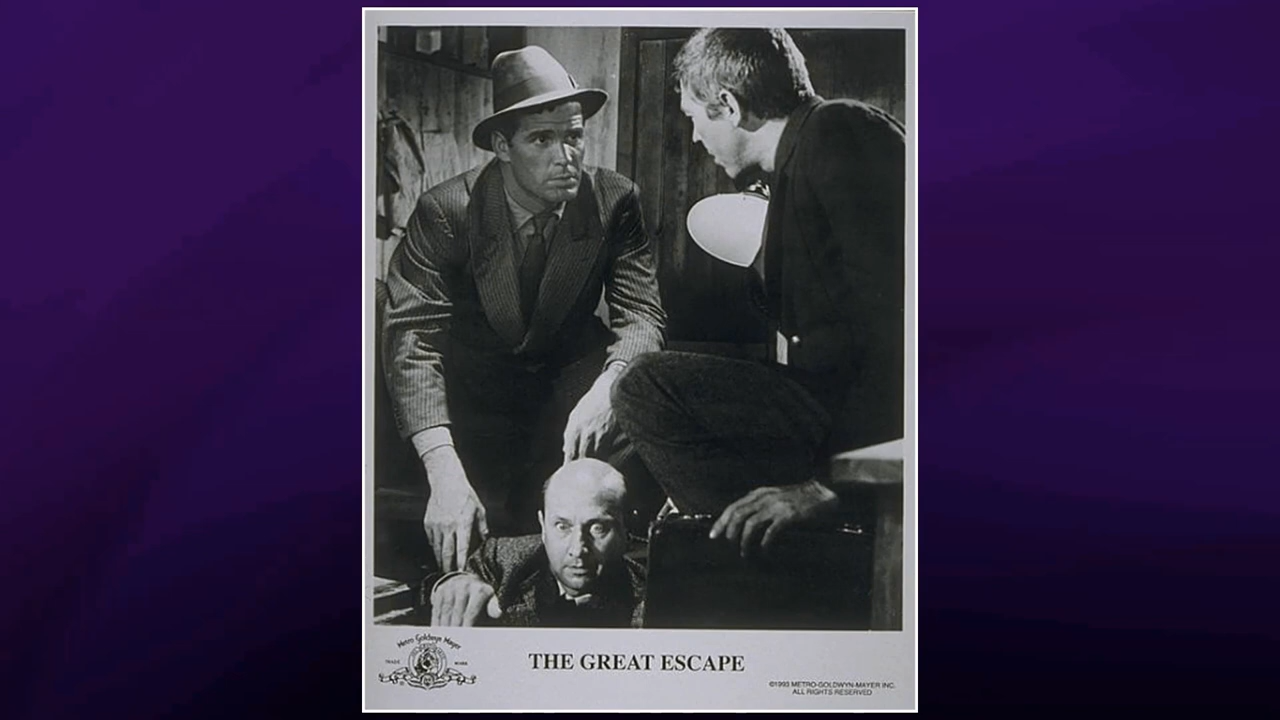 Metro Goldwyn Mayer
TRADE MARK
THE GREAT ESCAPE
©1993 METRO-GOLDWYN-MAYER INC.
ALL RIGHTS RESERVED